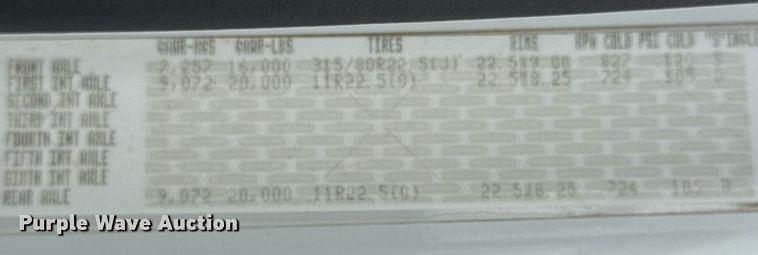 GAWR-KGS GAWR-LBS TIRES RIMS KPA COLD PSI COLD "S"INGLE
FRONT AXLE 7,257 16,000 315/80R22.5(J) 22.5X9.00 827 120 S
FIRST INT AXLE 9,072 20,000 11R22.5(G) 22.5X8.25 724 105 D
SECOND INT AXLE
THIRD INT AXLE
FOURTH INT AXLE
FIFTH INT AXLE
SIXTH INT AXLE
REAR AXLE 9,072 20,000 11R22.5(G) 22.5X8.25 724 105 D
Purple Wave Auction